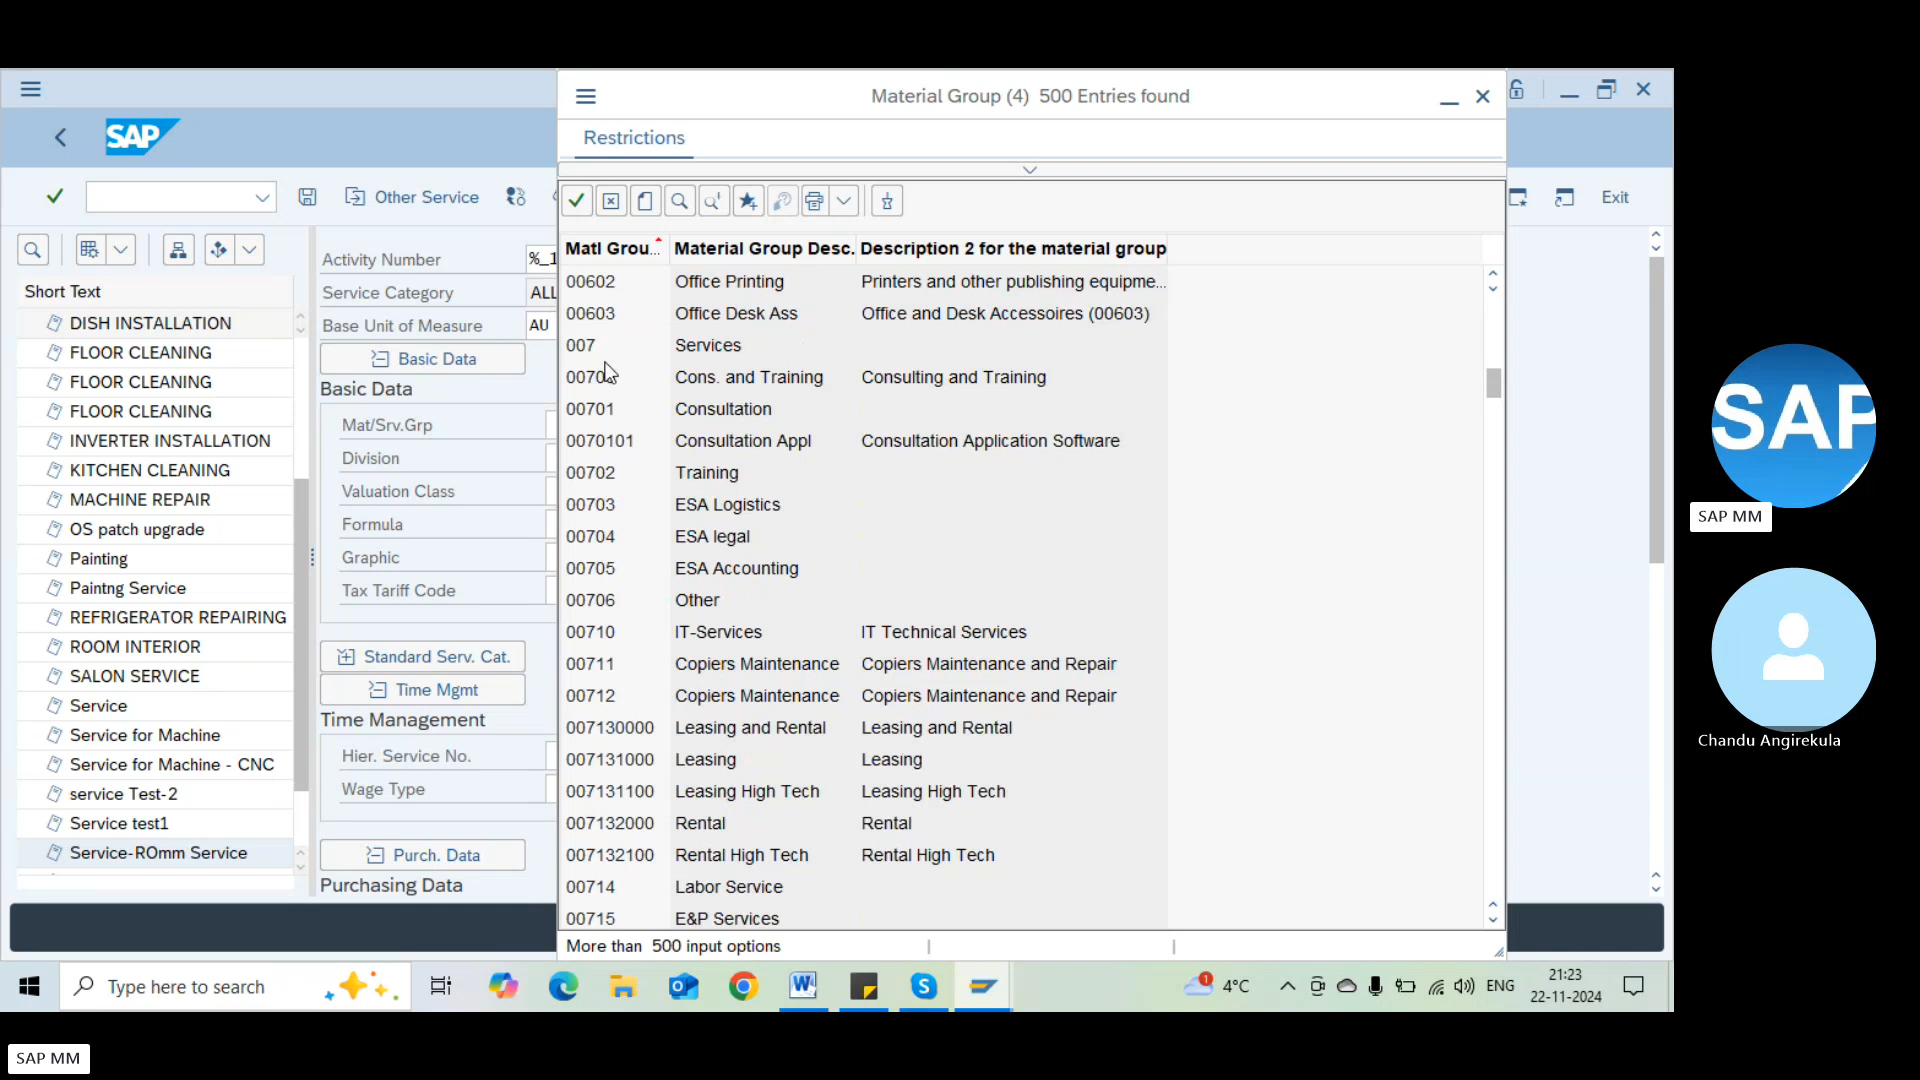 Material Group (4) 500 Entries found
Restrictions
SAP
Other Service
Exit
Short Text
DISH INSTALLATION
FLOOR CLEANING
FLOOR CLEANING
FLOOR CLEANING
INVERTER INSTALLATION
KITCHEN CLEANING
MACHINE REPAIR
OS patch upgrade
Painting
Paintng Service
REFRIGERATOR REPAIRING
ROOM INTERIOR
SALON SERVICE
Service
Service for Machine
Service for Machine - CNC
service Test-2
Service test1
Service-ROmm Service
Activity Number %_1
Service Category ALL
Base Unit of Measure AU
Basic Data
Basic Data
Mat/Srv.Grp
Division
Valuation Class
Formula
Graphic
Tax Tariff Code
Standard Serv. Cat.
Time Mgmt
Time Management
Hier. Service No.
Wage Type
Purch. Data
Purchasing Data
Matl Grou... Material Group Desc. Description 2 for the material group
00602 Office Printing Printers and other publishing equipme...
00603 Office Desk Ass Office and Desk Accessoires (00603)
007 Services
Cons. and Training Consulting and Training
00701 Consultation
0070101 Consultation Appl Consultation Application Software
00702 Training
00703 ESA Logistics
00704 ESA legal
00705 ESA Accounting
00706 Other
00710 IT-Services IT Technical Services
00711 Copiers Maintenance Copiers Maintenance and Repair
00712 Copiers Maintenance Copiers Maintenance and Repair
007130000 Leasing and Rental Leasing and Rental
007131000 Leasing Leasing
007131100 Leasing High Tech Leasing High Tech
007132000 Rental Rental
007132100 Rental High Tech Rental High Tech
00714 Labor Service
00715 E&P Services
More than 500 input options
Type here to search
1
4°C
ENG
21:23
22-11-2024
SAP
SAP MM
Chandu Angirekula
SAP MM